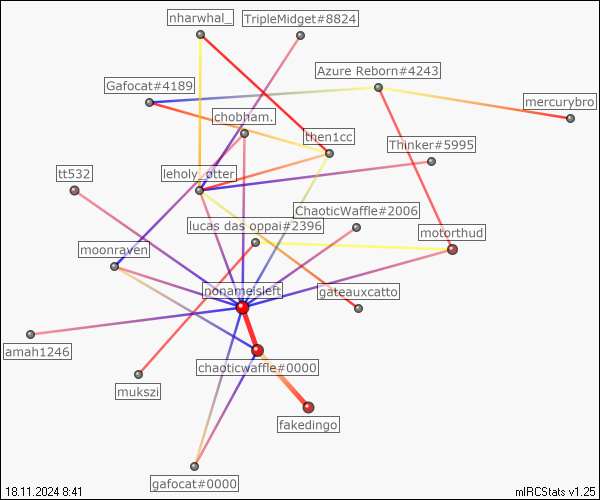 nharwhal_
TripleMidget#8824
Azure Reborn#4243
Gafocat#4189
mercurybro
chobham.
then1cc
Thinker#5995
tt532
leholy_otter
ChaoticWaffle#2006
lucas das oppai#2396
motorthud
moonraven
nonameisleft
gateauxcatto
amah1246
chaoticwaffle#0000
mukszi
fakedingo
gafocat#0000
18.11.2024 8:41
mIRCStats v1.25